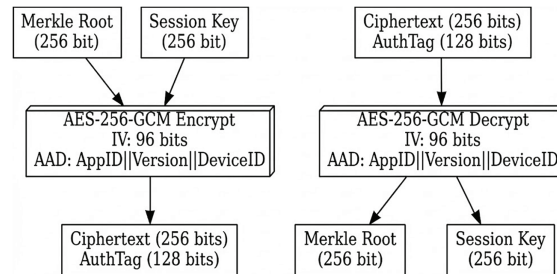 Merkle Root
(256 bit)
Session Key
(256 bit)
AES-256-GCM Encrypt
IV: 96 bits
AAD: AppID||Version||DeviceID
Ciphertext (256 bits)
AuthTag (128 bits)
Ciphertext (256 bits)
AuthTag (128 bits)
AES-256-GCM Decrypt
IV: 96 bits
AAD: AppID||Version||DeviceID
Merkle Root
(256 bit)
Session Key
(256 bit)